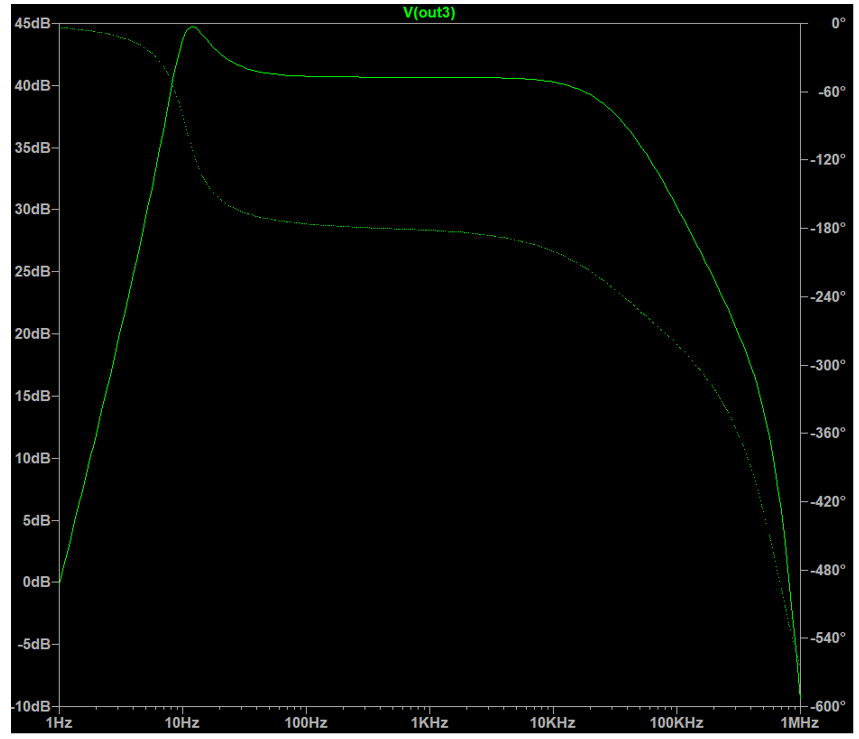 V(out3)
45dB
40dB
35dB
30dB
25dB
20dB
15dB
10dB
5dB
0dB
-5dB
-10dB
0°
-60°
-120°
-180°
-240°
-300°
-360°
-420°
-480°
-540°
-600°
1Hz 10Hz 100Hz 1KHz 10KHz 100KHz 1MHz